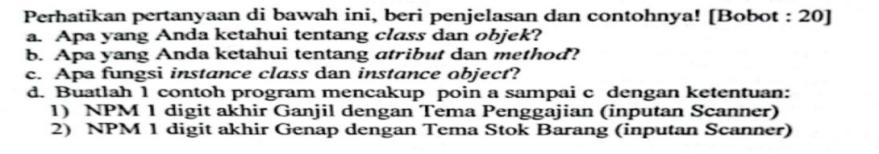 Perhatikan pertanyaan di bawah ini, beri penjelasan dan contohnya! [Bobot : 20]
a. Apa yang Anda ketahui tentang class dan objek?
b. Apa yang Anda ketahui tentang atribut dan method?
c. Apa fungsi instance class dan instance object?
d. Buatlah 1 contoh program mencakup poin a sampai c dengan ketentuan:
1) NPM 1 digit akhir Ganjil dengan Tema Penggajian (inputan Scanner)
2) NPM 1 digit akhir Genap dengan Tema Stok Barang (inputan Scanner)